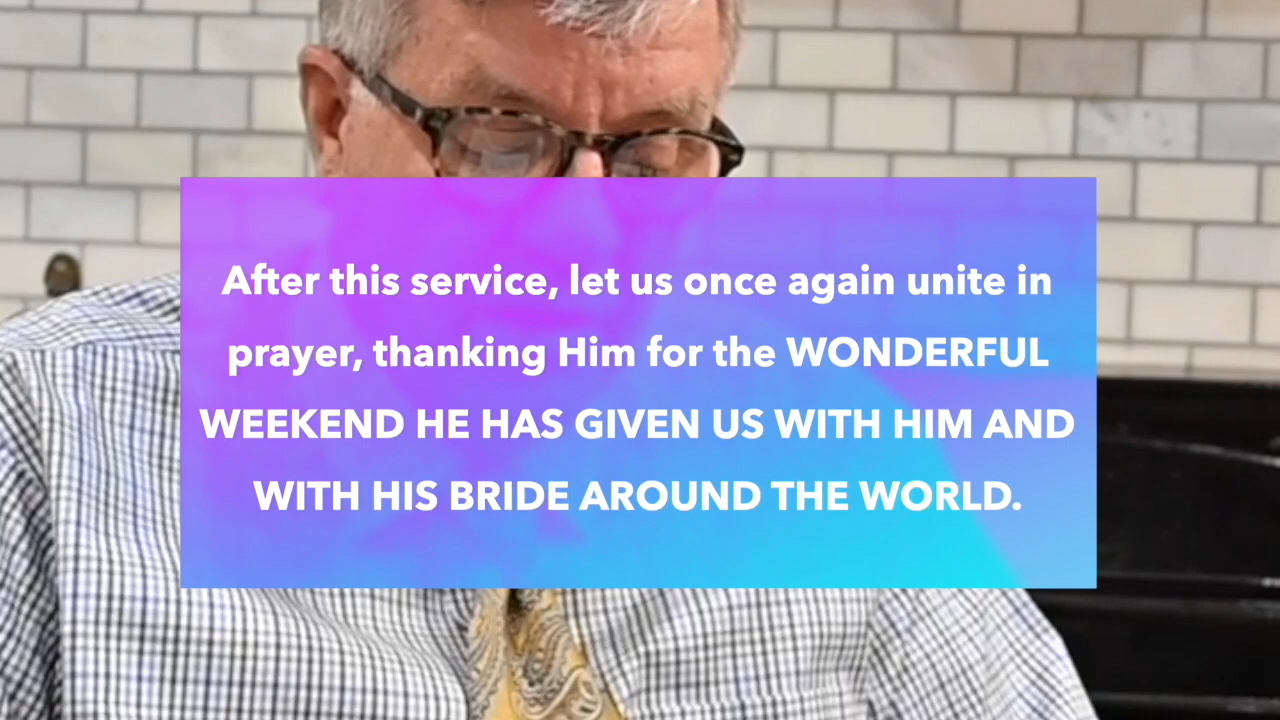 After this service, let us once again unite in
prayer, thanking Him for the WONDERFUL
WEEKEND HE HAS GIVEN US WITH HIM AND
WITH HIS BRIDE AROUND THE WORLD.